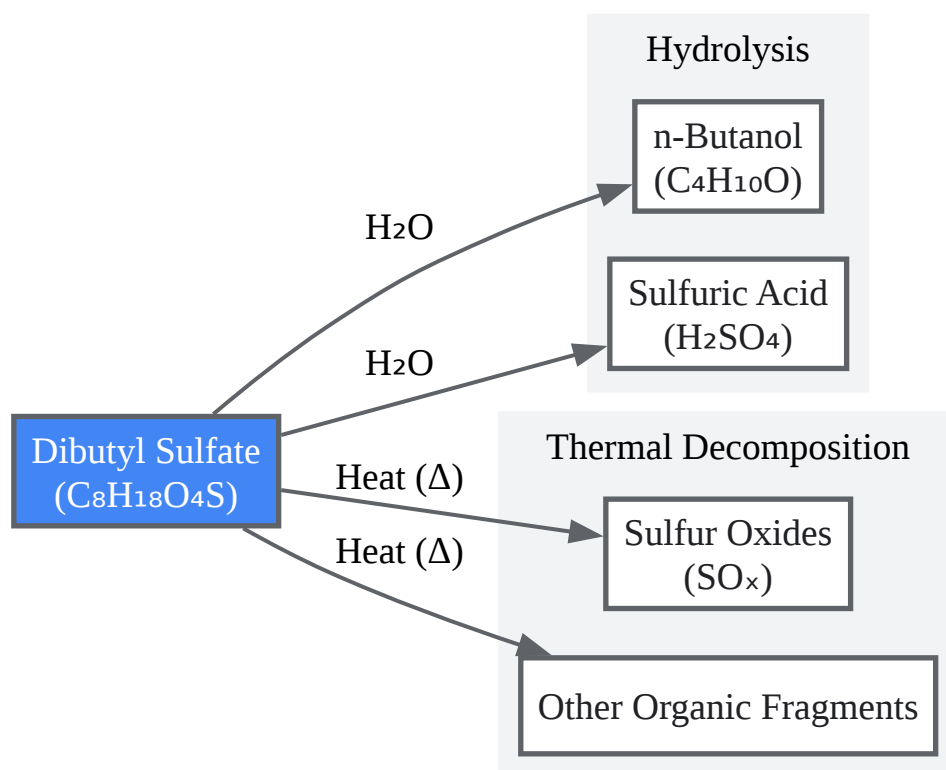 Hydrolysis
n-Butanol
(C₄H₁₀O)
H₂O
Sulfuric Acid
(H₂SO₄)
H₂O
Dibutyl Sulfate
(C₈H₁₈O₄S)
Thermal Decomposition
Heat (Δ)
Sulfur Oxides
(SOₓ)
Heat (Δ)
Other Organic Fragments